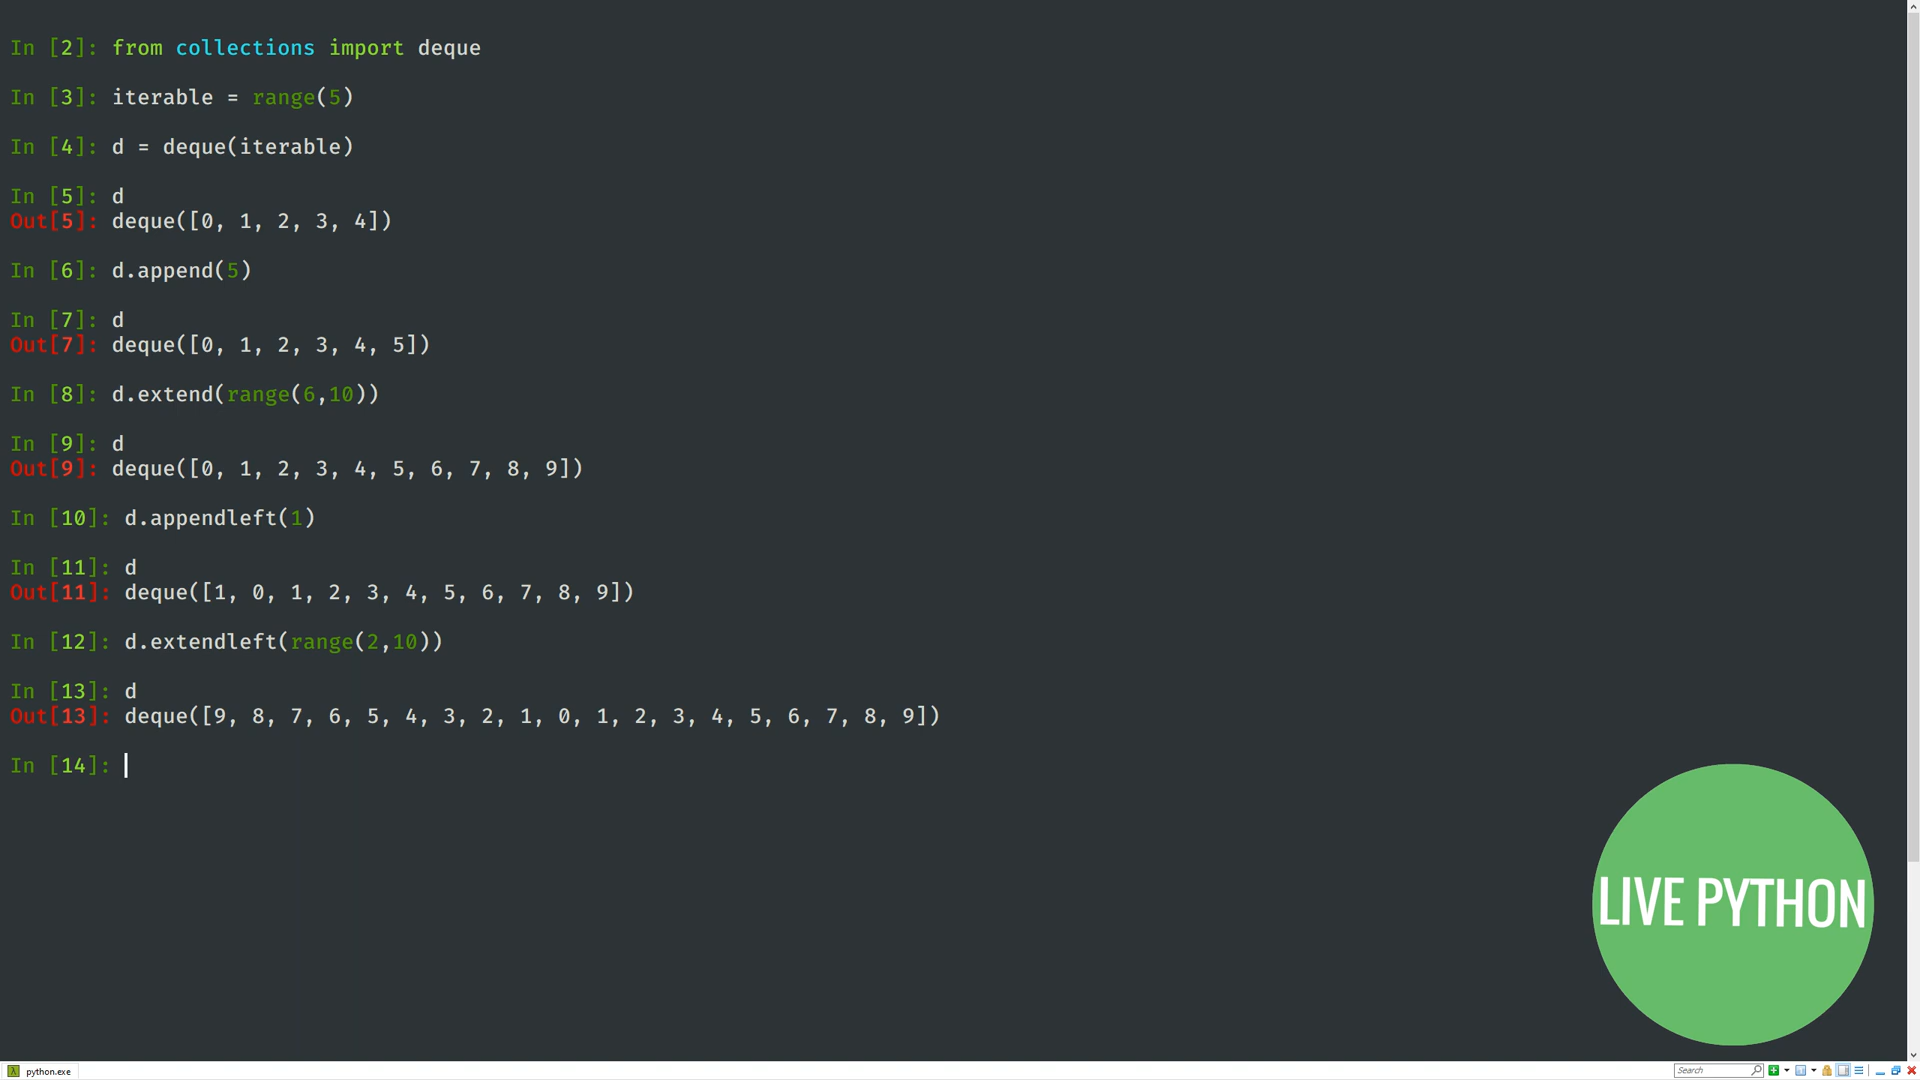 In [2]: from collections import deque
In [3]: iterable = range(5)
In [4]: d = deque(iterable)
In [5]: d
Out[5]: deque([0, 1, 2, 3, 4])
In [6]: d.append(5)
In [7]: d
Out[7]: deque([0, 1, 2, 3, 4, 5])
In [8]: d.extend(range(6,10))
In [9]: d
Out[9]: deque([0, 1, 2, 3, 4, 5, 6, 7, 8, 9])
In [10]: d.appendleft(1)
In [11]: d
Out[11]: deque([1, 0, 1, 2, 3, 4, 5, 6, 7, 8, 9])
In [12]: d.extendleft(range(2,10))
In [13]: d
Out[13]: deque([9, 8, 7, 6, 5, 4, 3, 2, 1, 0, 1, 2, 3, 4, 5, 6, 7, 8, 9])
In [14]:
LIVE PYTHON
python.exe
Search